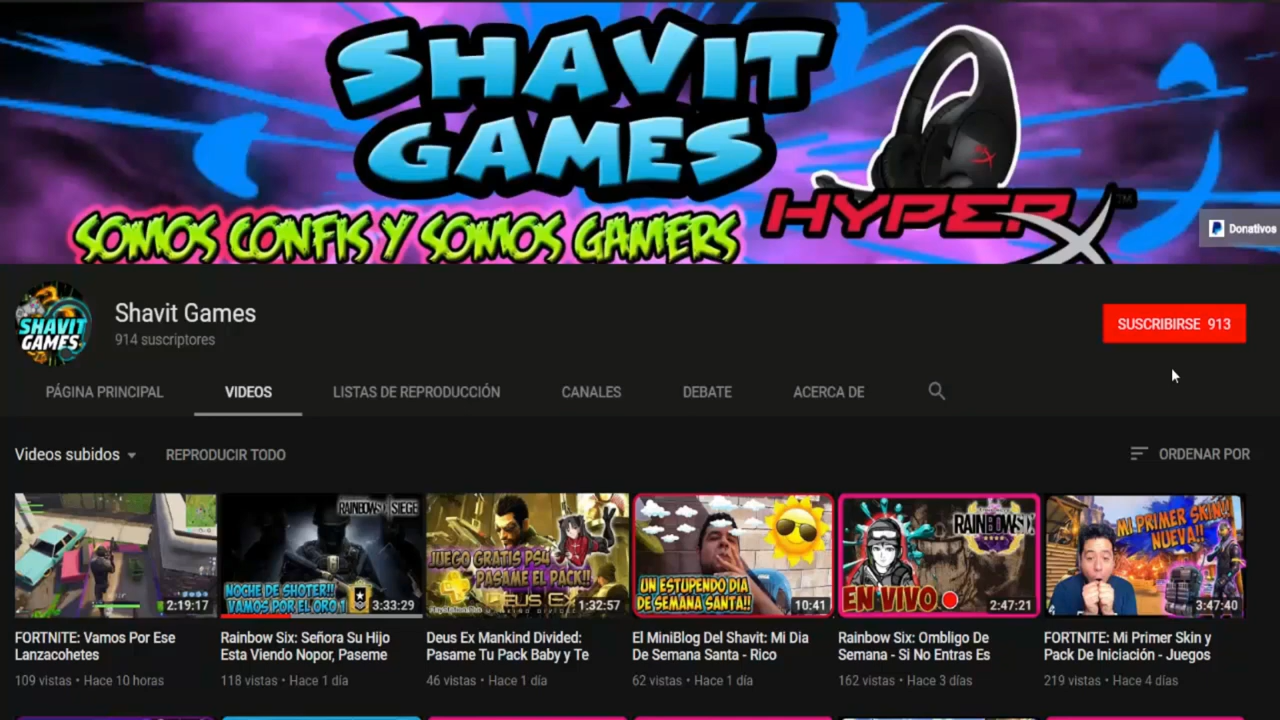 SHAVIT
GAMES
SOMOS CONFIS Y SOMOS GAMERS
HYPERX
TM
Donativos
SHAVIT
GAMES
Shavit Games
914 suscriptores
SUSCRIBIRSE 913
PÁGINA PRINCIPAL
VIDEOS
LISTAS DE REPRODUCCIÓN
CANALES
DEBATE
ACERCA DE
Videos subidos
REPRODUCIR TODO
ORDENAR POR
2:19:17
RAINBOW SIX SIEGE
NOCHE DE SHOTER!!
VAMOS POR EL ORO 1
3:33:29
JUEGO GRATIS PS4
PASAME EL PACK!!
DEUS EX
1:32:57
UN ESTUPENDO DIA
DE SEMANA SANTA!!
10:41
RAINBOW SIX
EN VIVO
2:47:21
MI PRIMER SKIN!!
NUEVA!!
3:47:40
FORTNITE: Vamos Por Ese
Lanzacohetes
109 vistas • Hace 10 horas
Rainbow Six: Señora Su Hijo
Esta Viendo Nopor, Paseme
118 vistas • Hace 1 día
Deus Ex Mankind Divided:
Pasame Tu Pack Baby y Te
46 vistas • Hace 1 día
El MiniBlog Del Shavit: Mi Dia
De Semana Santa - Rico
62 vistas • Hace 1 día
Rainbow Six: Ombligo De
Semana - Si No Entras Es
162 vistas • Hace 3 días
FORTNITE: Mi Primer Skin y
Pack De Iniciación - Juegos
219 vistas • Hace 4 días